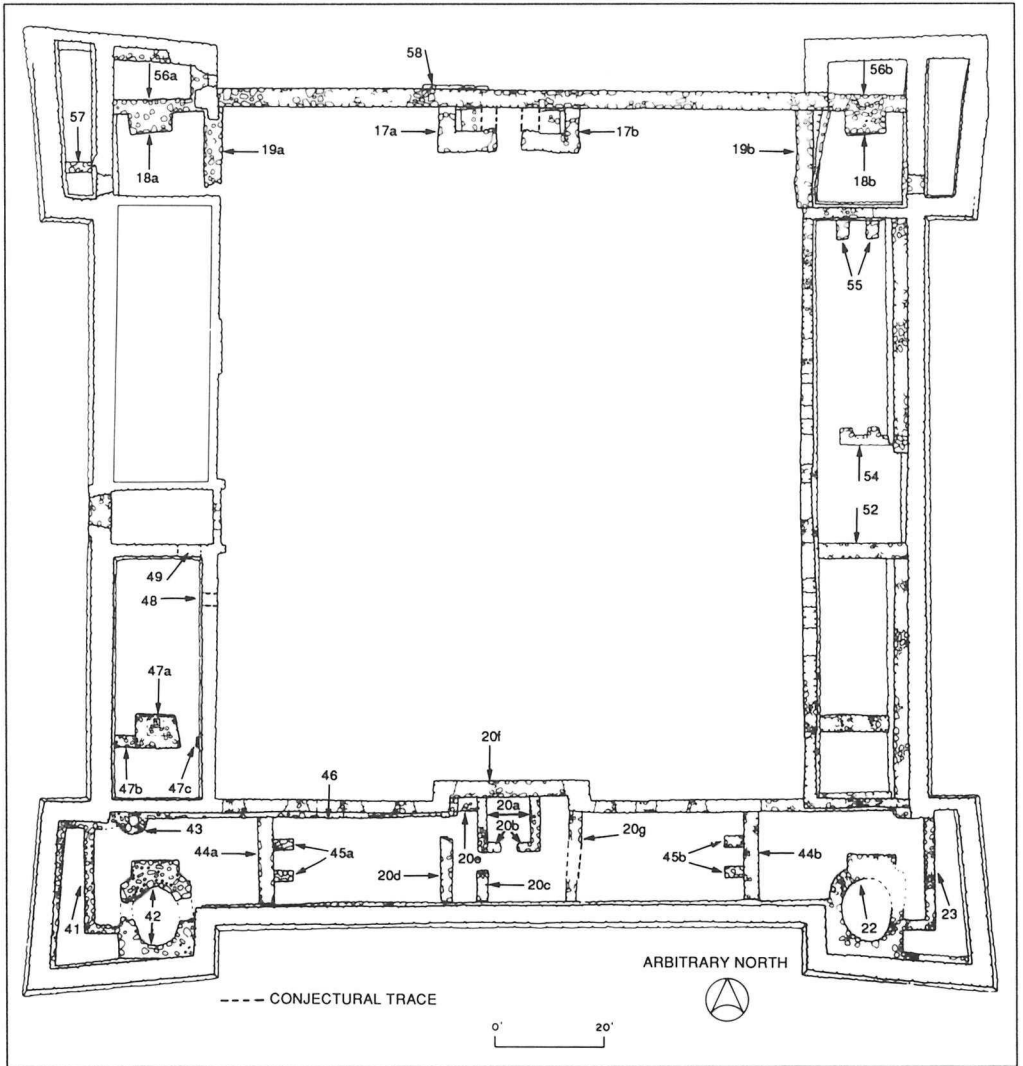 58
56a
56b
57
17a
17b
19a
19b
18a
18b
55
54
52
49
48
47a
20f
46
20a
47b
47c
20b
43
44a
20e
20g
44b
45a
45b
20d
20c
41
42
22
23
ARBITRARY NORTH
---- CONJECTURAL TRACE
0' 20'